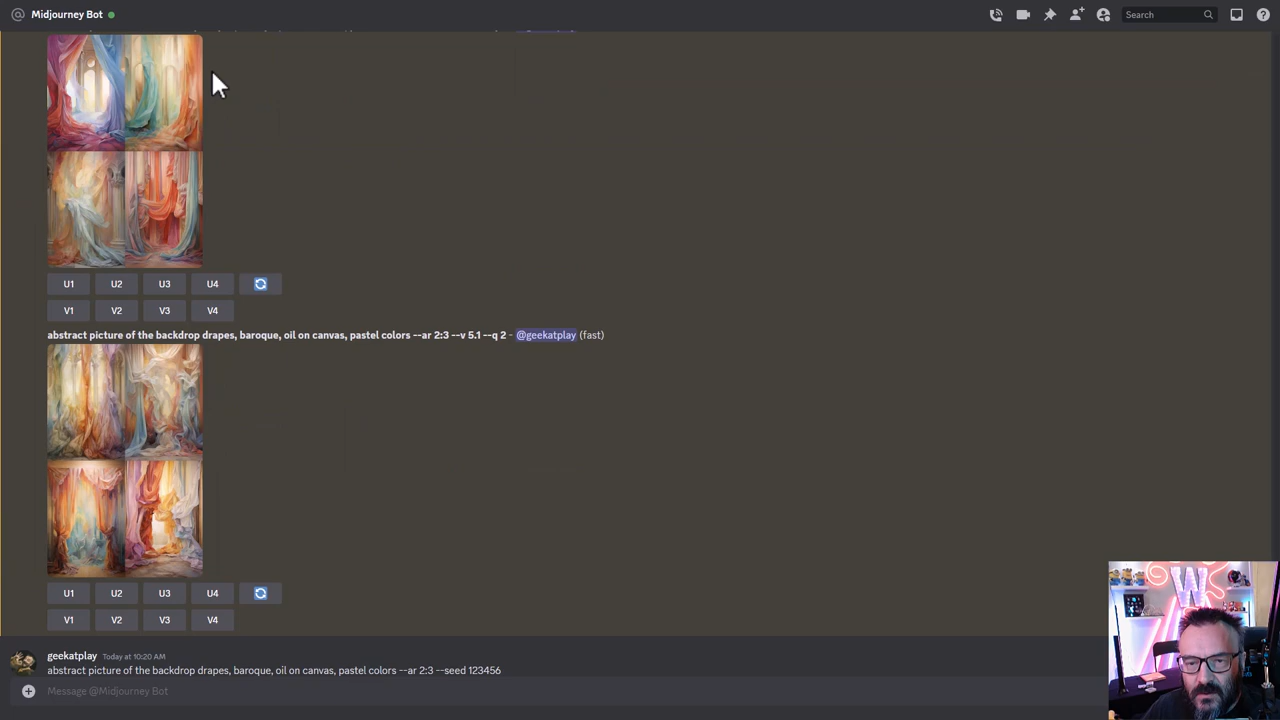 Midjourney Bot
Search
U1 U2 U3 U4
V1 V2 V3 V4
abstract picture of the backdrop drapes, baroque, oil on canvas, pastel colors --ar 2:3 --v 5.1 --q 2 - @geekatplay (fast)
U1 U2 U3 U4
V1 V2 V3 V4
geekatplay Today at 10:20 AM
abstract picture of the backdrop drapes, baroque, oil on canvas, pastel colors --ar 2:3 --seed 123456
Message @Midjourney Bot